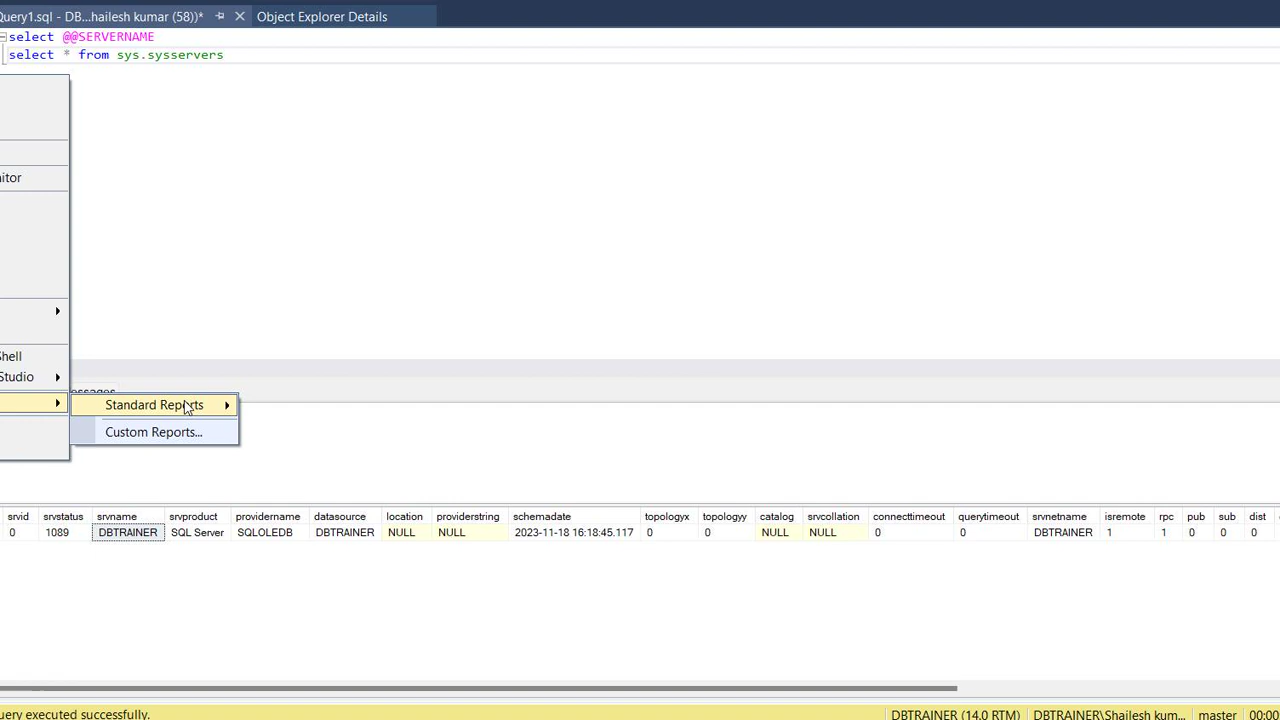 Query1.sql - DB...hailesh kumar (58))*
Object Explorer Details
select @@SERVERNAME
select * from sys.sysservers
itor
Shell
Studio
essages
Standard Reports
Custom Reports...
srvid srvstatus srvname srvproduct providername datasource location providerstring schemadate topologyx topologyy catalog srvcollation connecttimeout querytimeout srvnetname isremote rpc pub sub dist
0 1089 DBTRAINER SQL Server SQLOLEDB DBTRAINER NULL NULL 2023-11-18 16:18:45.117 0 0 NULL NULL 0 0 DBTRAINER 1 1 0 0 0
uery executed successfully.
DBTRAINER (14.0 RTM)
DBTRAINER\Shailesh kum...
master
00:00